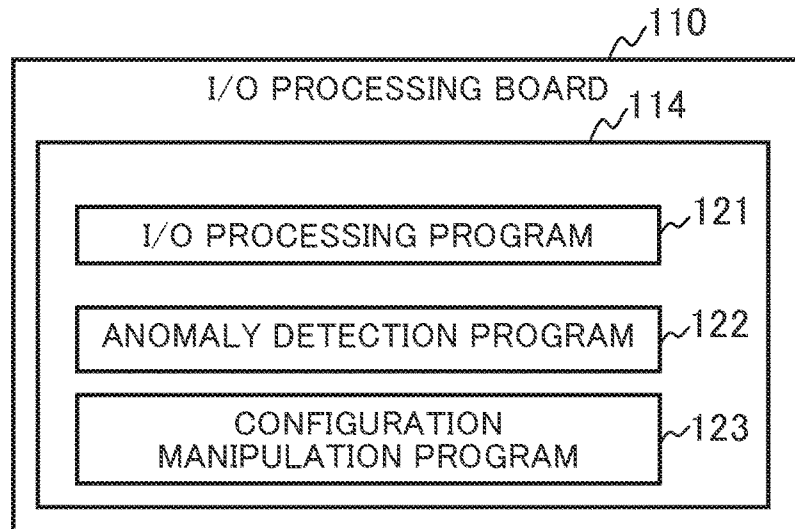 110
I/O PROCESSING BOARD
114
I/O PROCESSING PROGRAM
121
ANOMALY DETECTION PROGRAM
122
CONFIGURATION
MANIPULATION PROGRAM
123